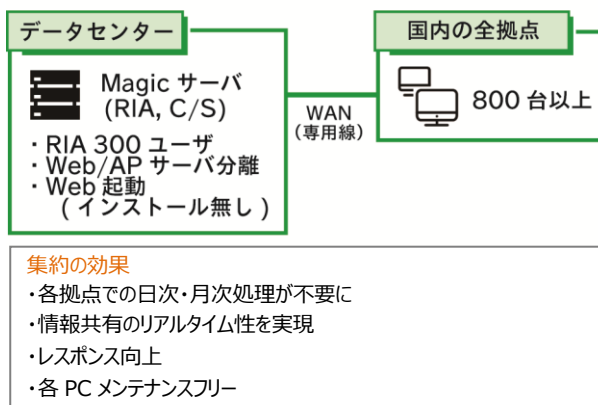 データセンター
Magic サーバ
(RIA, C/S)
・RIA 300 ユーザ
・Web/AP サーバ分離
・Web 起動
(インストール無し)
WAN
(専用線)
国内の全拠点
800 台以上
集約の効果
・各拠点での日次・月次処理が不要に
・情報共有のリアルタイム性を実現
・レスポンス向上
・各 PC メンテナンスフリー